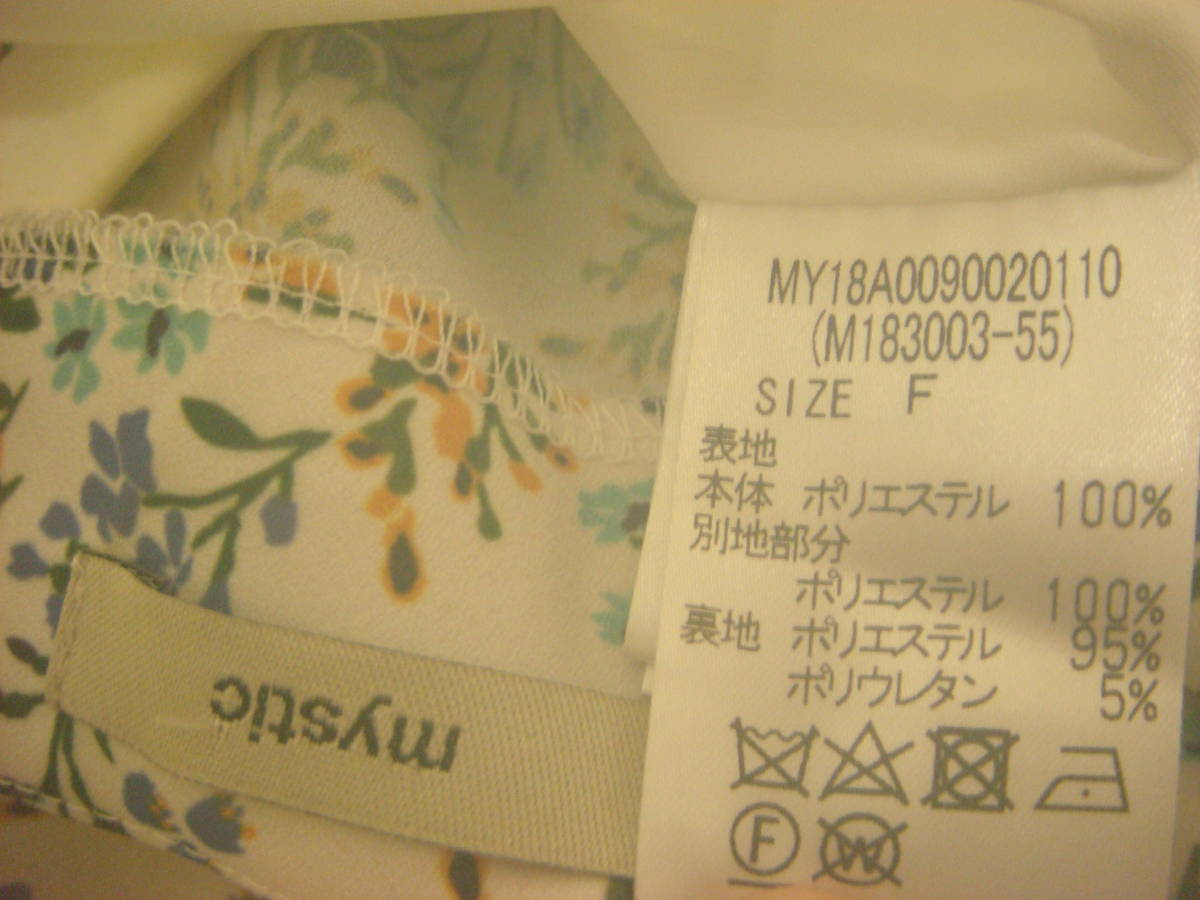 MY18A0090020110
(M183003-55)
SIZE F
表地
本体 ポリエステル 100%
別地部分
ポリエステル 100%
裏地 ポリエステル 95%
ポリウレタン 5%
F
W
mystic